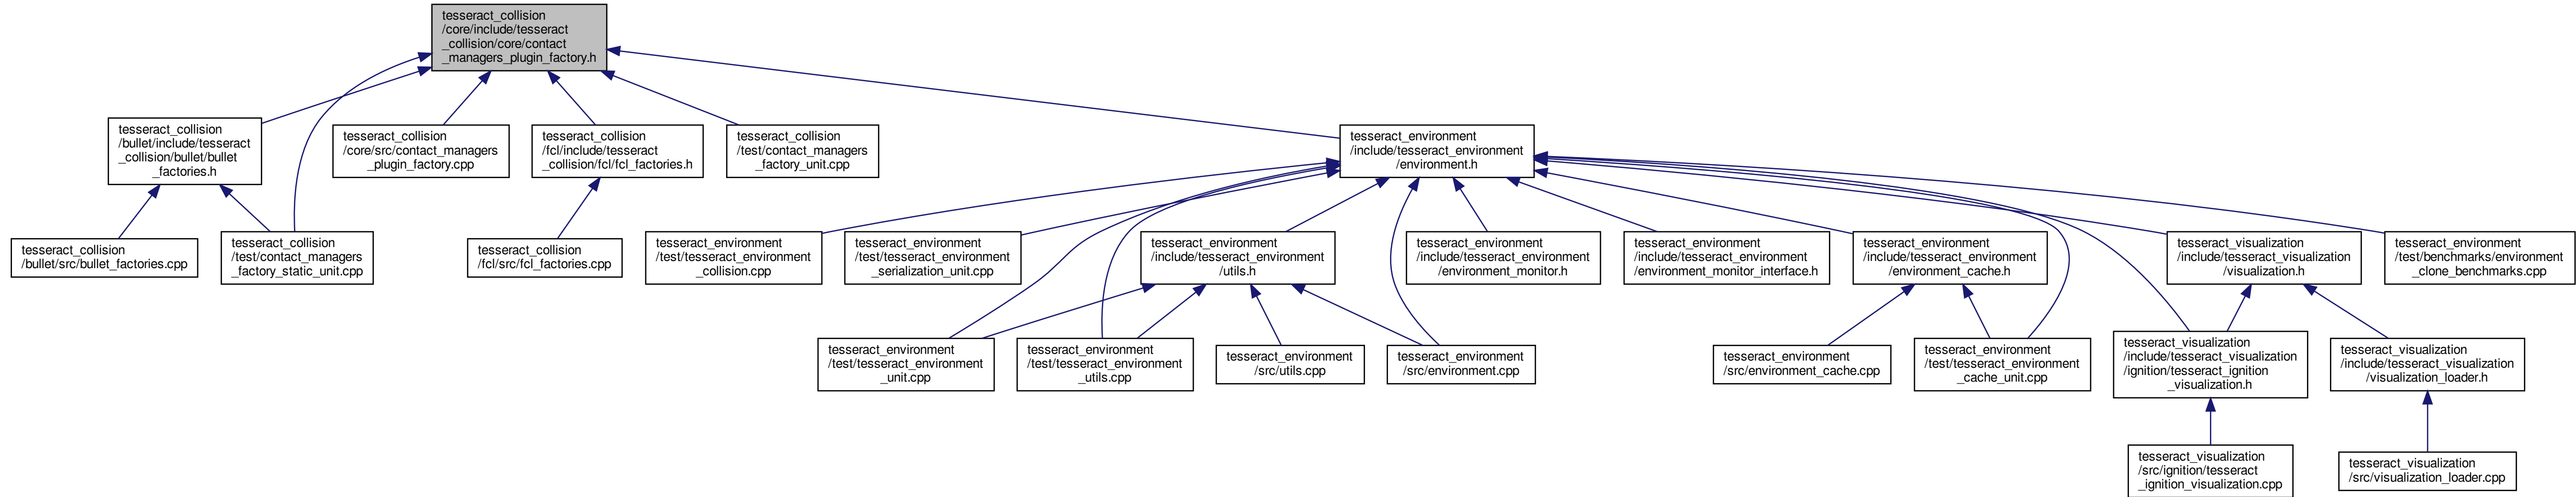 tesseract_collision
/core/include/tesseract
_collision/core/contact
_managers_plugin_factory.h
tesseract_collision
/bullet/include/tesseract
_collision/bullet/bullet
_factories.h
tesseract_collision
/core/src/contact_managers
_plugin_factory.cpp
tesseract_collision
/fcl/include/tesseract
_collision/fcl/fcl_factories.h
tesseract_collision
/test/contact_managers
_factory_unit.cpp
tesseract_environment
/include/tesseract_environment
/environment.h
tesseract_collision
/bullet/src/bullet_factories.cpp
tesseract_collision
/test/contact_managers
_factory_static_unit.cpp
tesseract_collision
/fcl/src/fcl_factories.cpp
tesseract_environment
/test/tesseract_environment
_collision.cpp
tesseract_environment
/test/tesseract_environment
_serialization_unit.cpp
tesseract_environment
/include/tesseract_environment
/utils.h
tesseract_environment
/include/tesseract_environment
/environment_monitor.h
tesseract_environment
/include/tesseract_environment
/environment_monitor_interface.h
tesseract_environment
/include/tesseract_environment
/environment_cache.h
tesseract_visualization
/include/tesseract_visualization
/visualization.h
tesseract_environment
/test/benchmarks/environment
_clone_benchmarks.cpp
tesseract_environment
/test/tesseract_environment
_unit.cpp
tesseract_environment
/test/tesseract_environment
_utils.cpp
tesseract_environment
/src/utils.cpp
tesseract_environment
/src/environment.cpp
tesseract_environment
/src/environment_cache.cpp
tesseract_environment
/test/tesseract_environment
_cache_unit.cpp
tesseract_visualization
/include/tesseract_visualization
/ignition/tesseract_ignition
_visualization.h
tesseract_visualization
/include/tesseract_visualization
/visualization_loader.h
tesseract_visualization
/src/ignition/tesseract
_ignition_visualization.cpp
tesseract_visualization
/src/visualization_loader.cpp